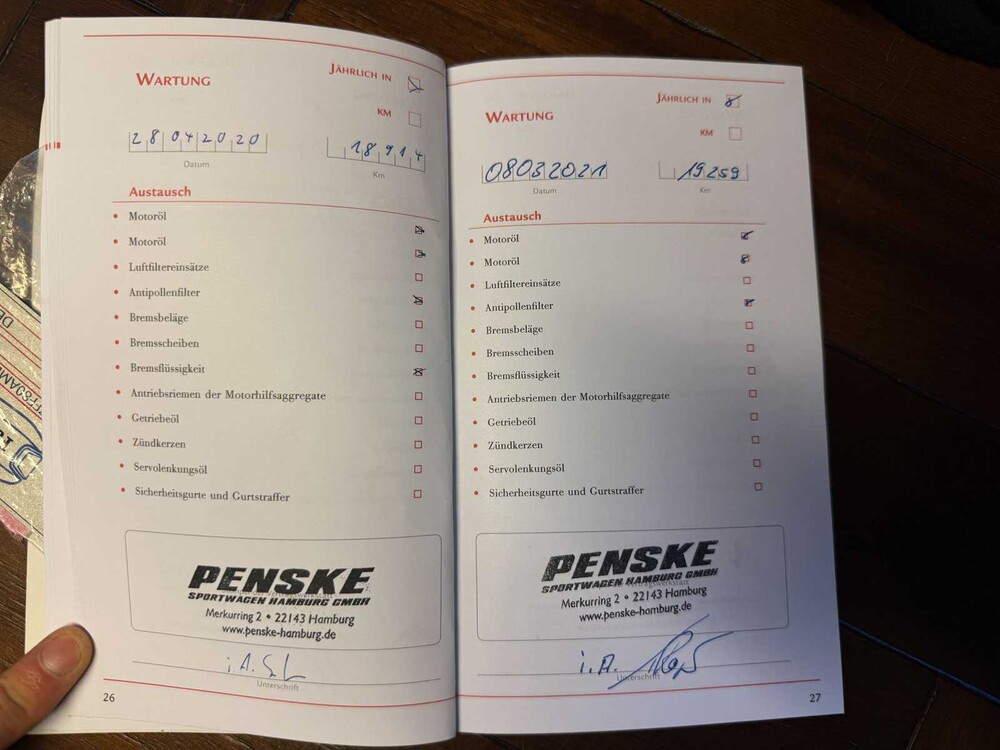 WARTUNG
JÄHRLICH IN
KM
28042020
Datum
18914
Km
Austausch
Motoröl
Motoröl
Luftfiltereinsätze
Antipollenfilter
Bremsbeläge
Bremsscheiben
Bremsflüssigkeit
Antriebsriemen der Motorhilfsaggregate
Getriebeöl
Zündkerzen
Servolenkungsöl
Sicherheitsgurte und Gurtstraffer
PENSKE
SPORTWAGEN HAMBURG GMBH
Merkurring 2 • 22143 Hamburg
www.penske-hamburg.de
i.A.
Unterschrift
26
WARTUNG
JÄHRLICH IN
KM
08032021
Datum
19259
Km
Austausch
Motoröl
Motoröl
Luftfiltereinsätze
Antipollenfilter
Bremsbeläge
Bremsscheiben
Bremsflüssigkeit
Antriebsriemen der Motorhilfsaggregate
Getriebeöl
Zündkerzen
Servolenkungsöl
Sicherheitsgurte und Gurtstraffer
PENSKE
SPORTWAGEN HAMBURG GMBH
Merkurring 2 • 22143 Hamburg
www.penske-hamburg.de
i.A.
Unterschrift
27